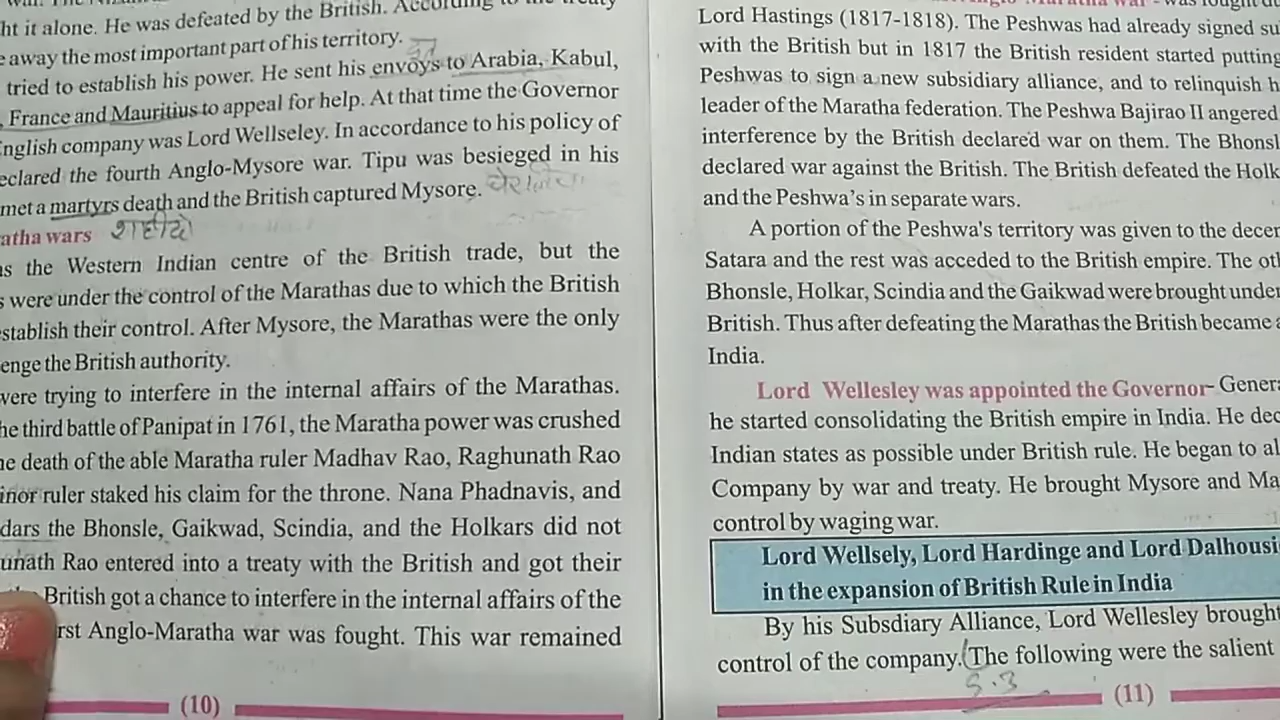 ht it alone. He was defeated by the British. According to the treaty
away the most important part of his territory.
tried to establish his power. He sent his envoys to Arabia, Kabul,
France and Mauritius to appeal for help. At that time the Governor
English company was Lord Wellseley. In accordance to his policy of
eclared the fourth Anglo-Mysore war. Tipu was besieged in his
met a martyrs death and the British captured Mysore.
atha wars
as the Western Indian centre of the British trade, but the
s were under the control of the Marathas due to which the British
establish their control. After Mysore, the Marathas were the only
enge the British authority.
were trying to interfere in the internal affairs of the Marathas.
he third battle of Panipat in 1761, the Maratha power was crushed
he death of the able Maratha ruler Madhav Rao, Raghunath Rao
inor ruler staked his claim for the throne. Nana Phadnavis, and
dars the Bhonsle, Gaikwad, Scindia, and the Holkars did not
unath Rao entered into a treaty with the British and got their
British got a chance to interfere in the internal affairs of the
rst Anglo-Maratha war was fought. This war remained
(10)
Lord Hastings (1817-1818). The Peshwas had already signed su
with the British but in 1817 the British resident started putting
Peshwas to sign a new subsidiary alliance, and to relinquish h
leader of the Maratha federation. The Peshwa Bajirao II angered
interference by the British declared war on them. The Bhonsl
declared war against the British. The British defeated the Holk
and the Peshwa's in separate wars.
A portion of the Peshwa's territory was given to the decen
Satara and the rest was acceded to the British empire. The oth
Bhonsle, Holkar, Scindia and the Gaikwad were brought under
British. Thus after defeating the Marathas the British became a
India.
Lord Wellesley was appointed the Governor- Genera
he started consolidating the British empire in India. He dec
Indian states as possible under British rule. He began to al
Company by war and treaty. He brought Mysore and Ma
control by waging war.
Lord Wellsely, Lord Hardinge and Lord Dalhousi
in the expansion of British Rule in India
By his Subsdiary Alliance, Lord Wellesley brought
control of the company. (The following were the salient
(11)